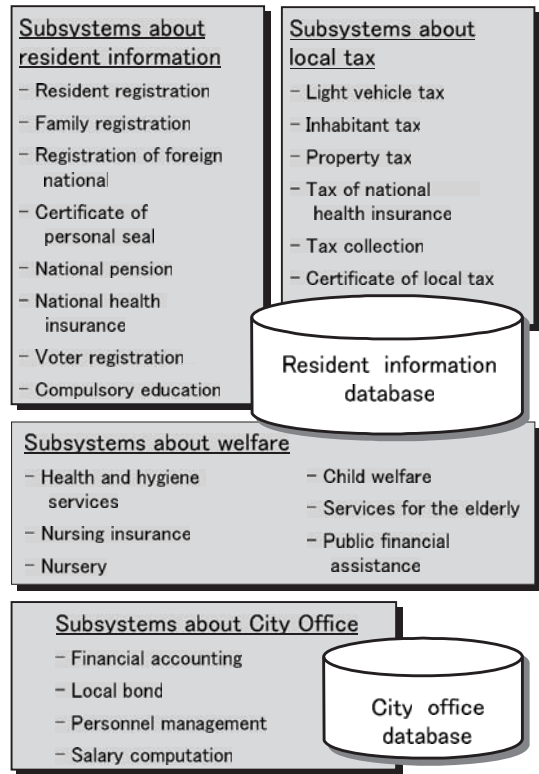 Subsystems about
resident information
– Resident registration
– Family registration
– Registration of foreign
national
– Certificate of
personal seal
– National pension
– National health
insurance
– Voter registration
– Compulsory education
Subsystems about
local tax
– Light vehicle tax
– Inhabitant tax
– Property tax
– Tax of national
health insurance
– Tax collection
– Certificate of local tax
Resident information
database
Subsystems about welfare
– Health and hygiene
services
– Nursing insurance
– Nursery
– Child welfare
– Services for the elderly
– Public financial
assistance
Subsystems about City Office
– Financial accounting
– Local bond
– Personnel management
– Salary computation
City office
database